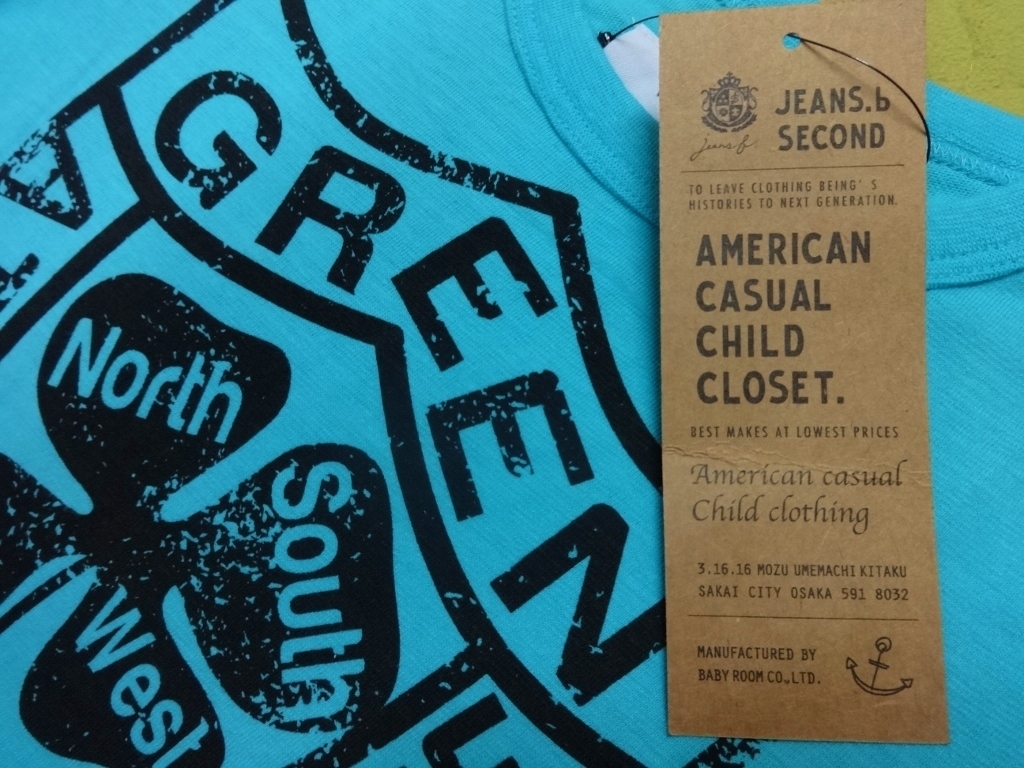 GREEN
North
South
West
JEANS.b
SECOND
jeans b
TO LEAVE CLOTHING BEING' S
HISTORIES TO NEXT GENERATION.
AMERICAN
CASUAL
CHILD
CLOSET.
BEST MAKES AT LOWEST PRICES
American casual
Child clothing
3.16.16 MOZU UMEMACHI KITAKU
SAKAI CITY OSAKA 591 8032
MANUFACTURED BY
BABY ROOM CO.,LTD.